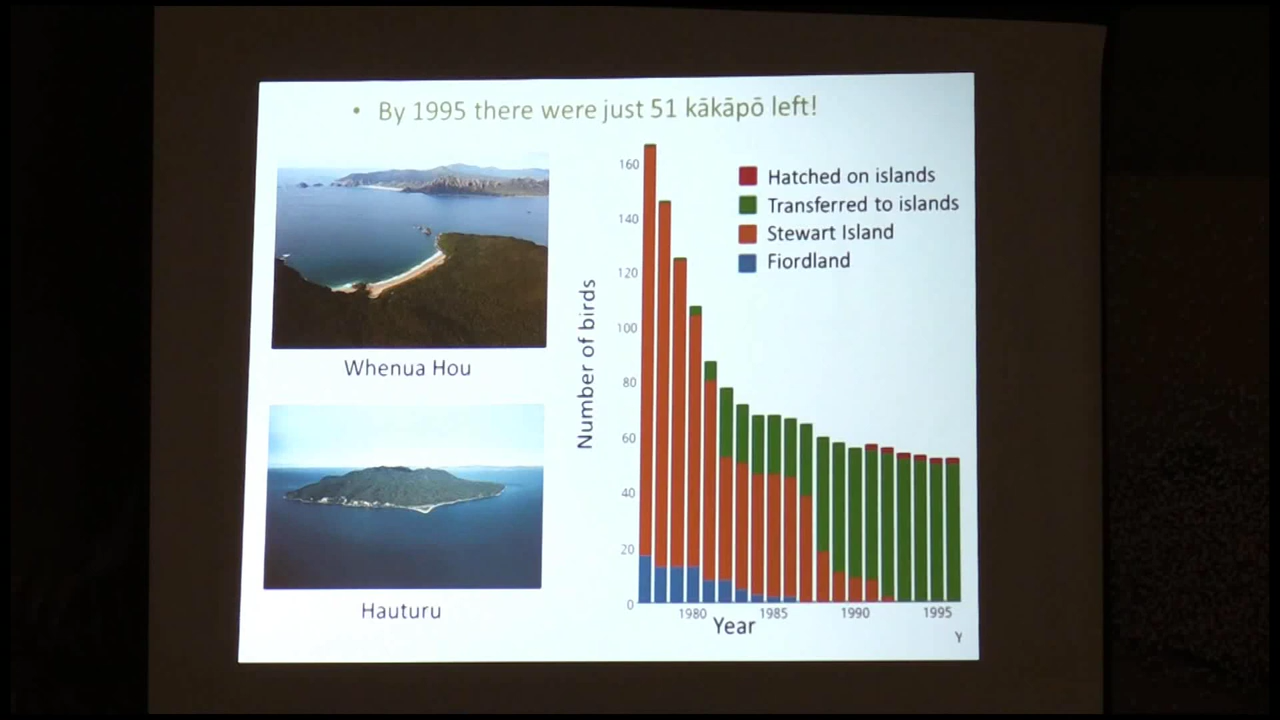 • By 1995 there were just 51 kākāpō left!
Whenua Hou
Hauturu
Number of birds
160
140
120
100
80
60
40
20
0
Hatched on islands
Transferred to islands
Stewart Island
Fiordland
1980 1985 1990 1995
Year
Y